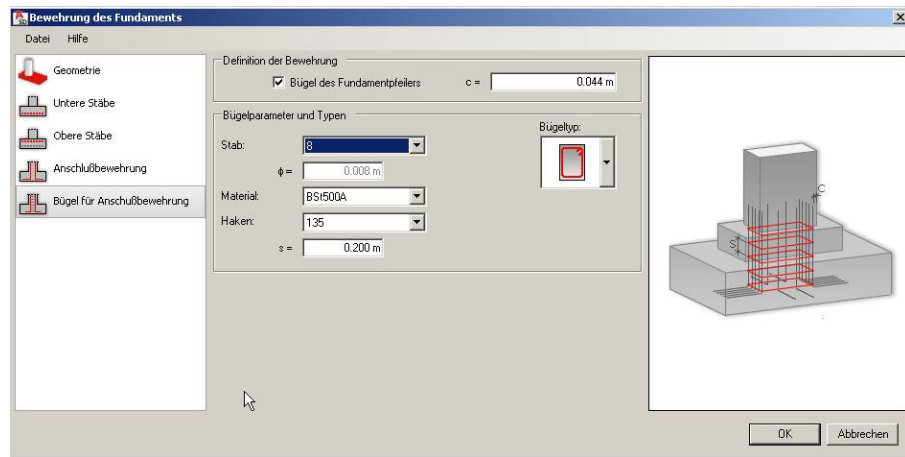 Bewehrung des Fundaments
Datei Hilfe
Geometrie
Untere Stäbe
Obere Stäbe
Anschlußbewehrung
Bügel für Anschußbewehrung
Definition der Bewehrung
Bügel des Fundamentpfeilers c = 0.044 m
Bügelparameter und Typen
Bügeltyp:
Stab: 8
ϕ = 0.008 m
Material: BSt500A
Haken: 135
s = 0.200 m
C
S
OK Abbrechen